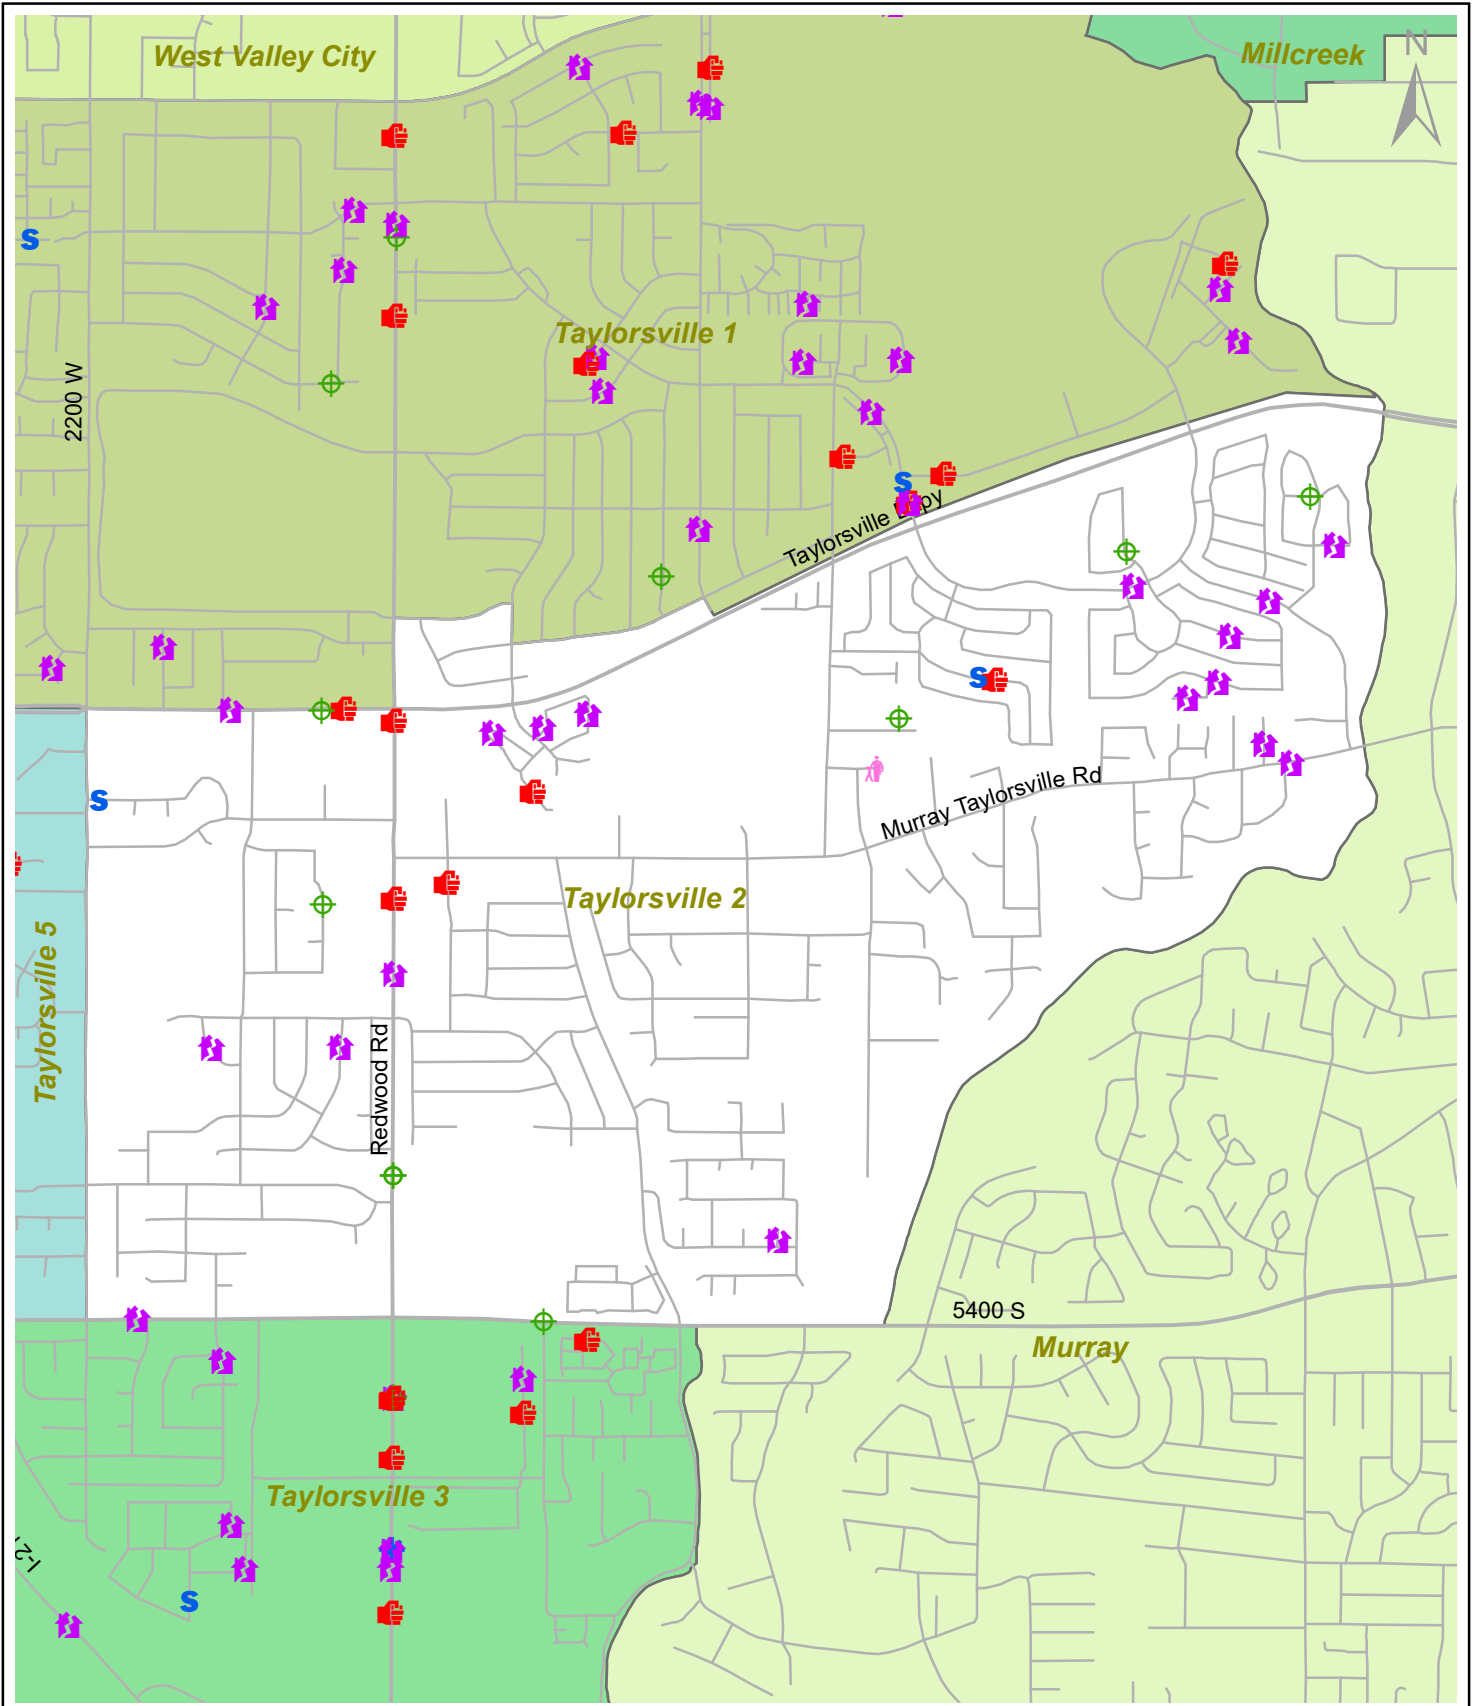 West Valley City
Millcreek
N
S
Taylorsville 1
2200 W
S
Taylorsville Expy
S
S
Murray Taylorsville Rd
Taylorsville 2
Taylorsville 5
Redwood Rd
5400 S
Murray
Taylorsville 3
S